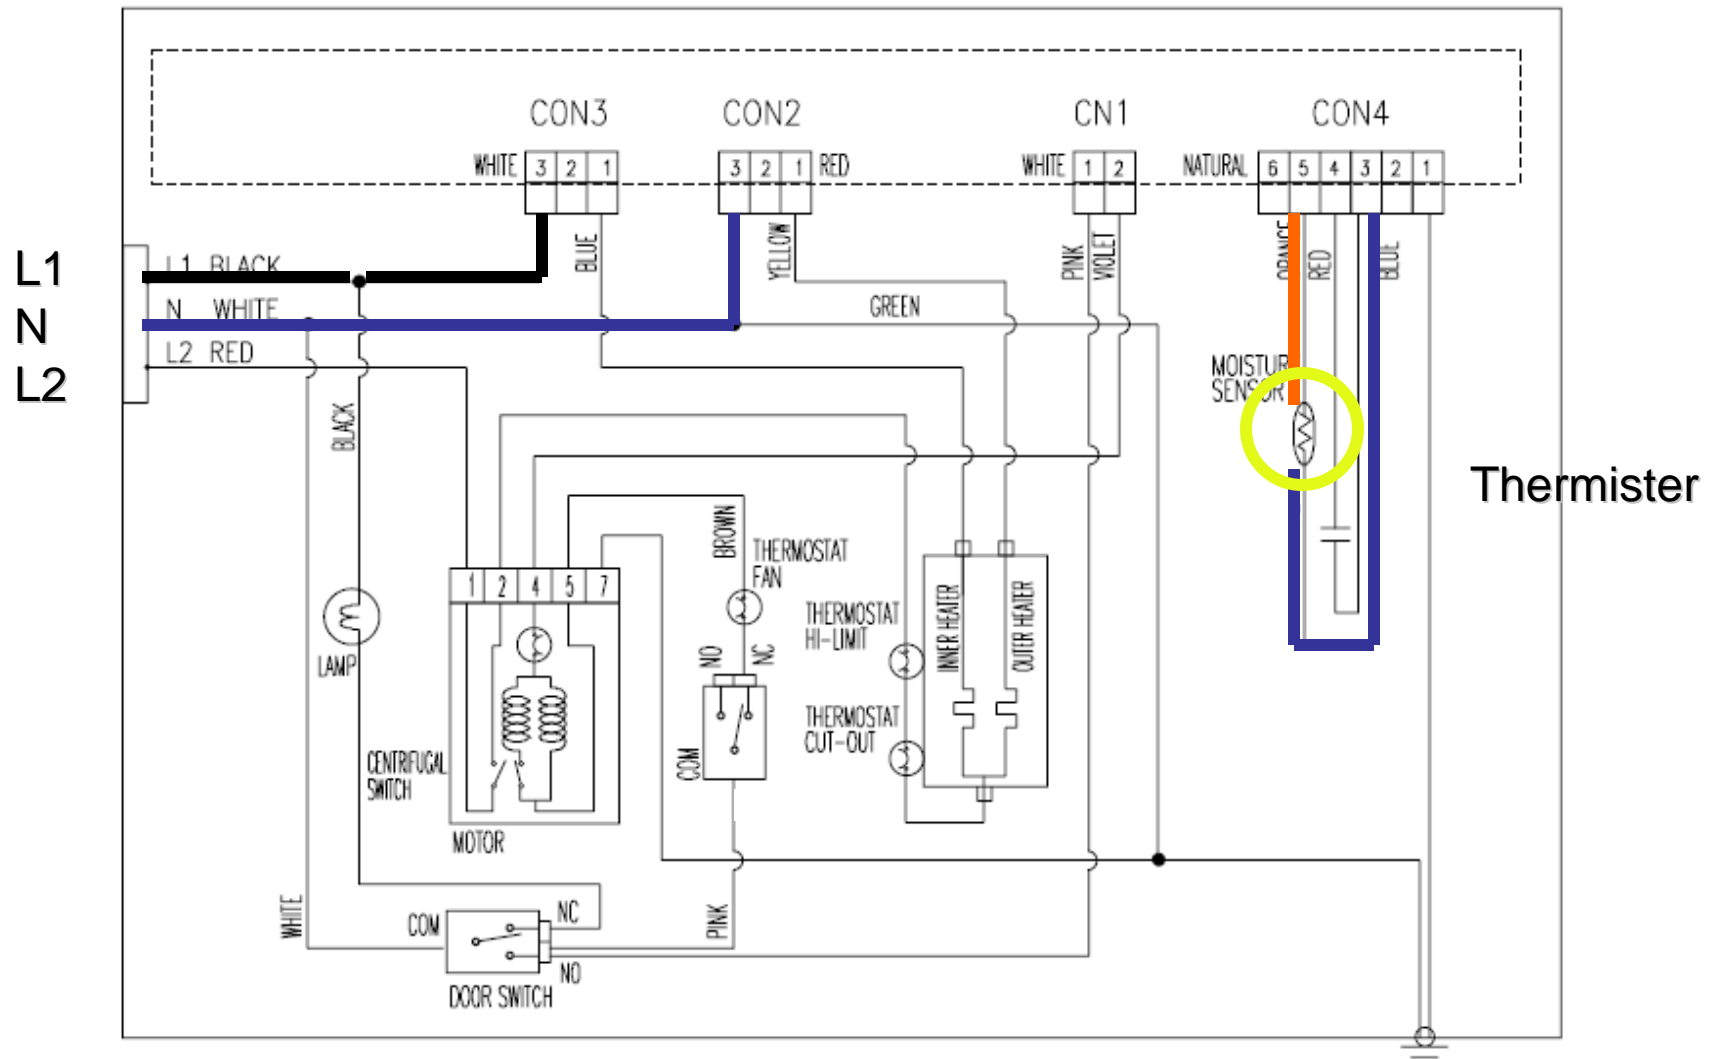 CON3 CON2 CN1 CON4
WHITE 3 2 1
3 2 1 RED
WHITE 1 2
NATURAL 6 5 4 3 2 1
BLUE
YELLOW
PINK
VIOLET
ORANGE
RED
BLUE
L1
L1 BLACK
N
N WHITE
L2
L2 RED
GREEN
MOISTUR
SENSOR
BLACK
Thermister
BROWN
THERMOSTAT
FAN
1 2 4 5 7
THERMOSTAT
HI-LIMIT
INNER HEATER
OUTER HEATER
LAMP
NO
NC
THERMOSTAT
CUT-OUT
CENTRIFUGAL
SWITCH
COM
MOTOR
WHITE
PINK
COM
NC
NO
DOOR SWITCH